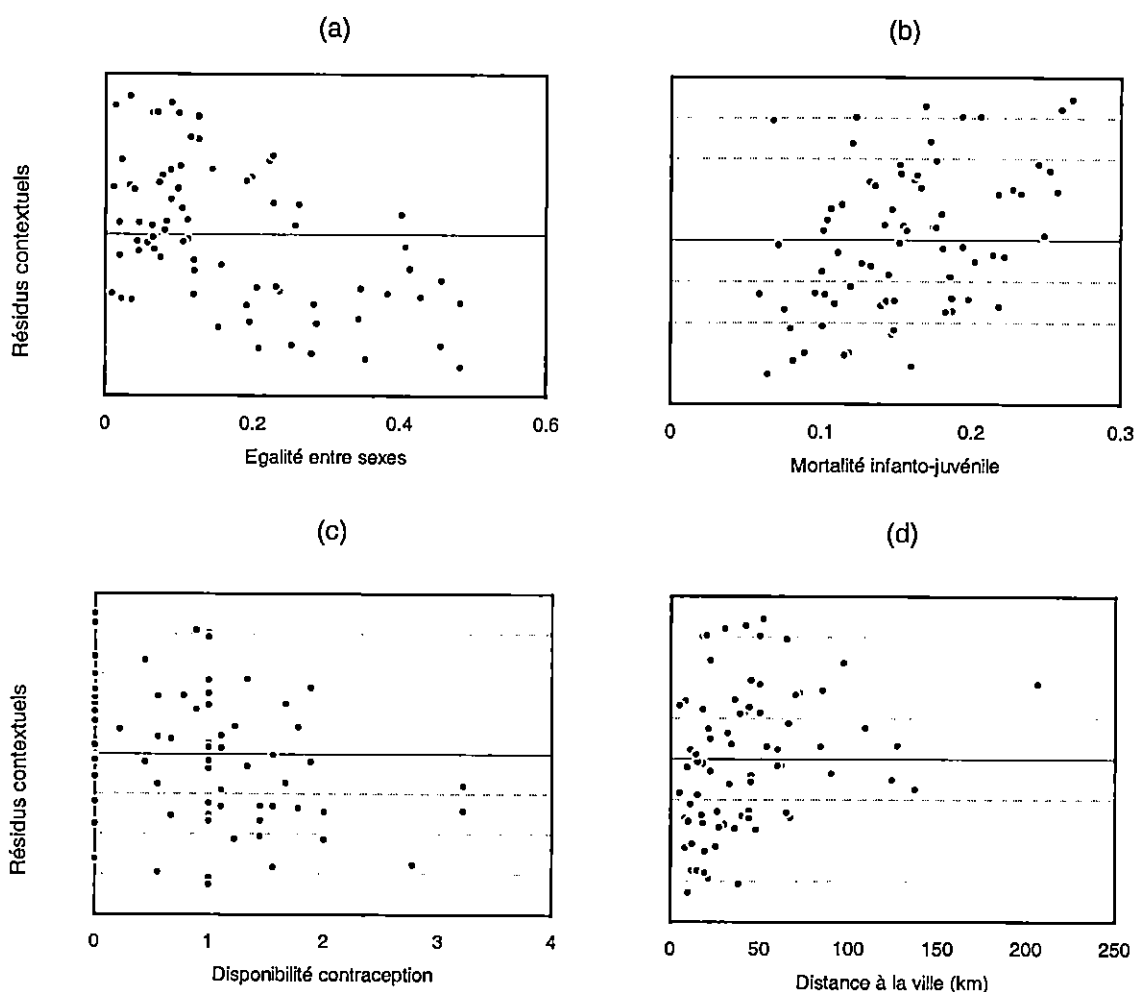 (a)
Résidus contextuels
0 0.2 0.4 0.6
Egalité entre sexes
(b)
0 0.1 0.2 0.3
Mortalité infanto-juvénile
(c)
Résidus contextuels
0 1 2 3 4
Disponibilité contraception
(d)
0 50 100 150 200 250
Distance à la ville (km)